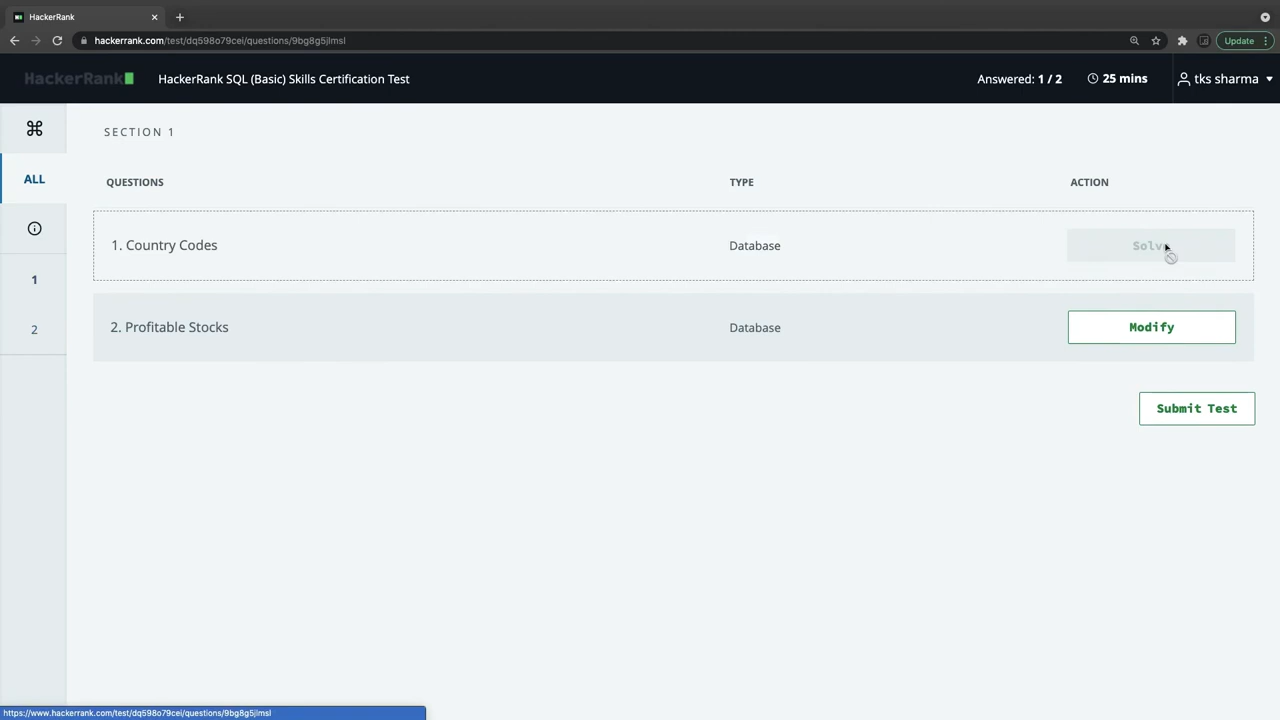 HackerRank
hackerrank.com/test/dq598o79cei/questions/9bg8g5jlmsl
Update
HackerRank
HackerRank SQL (Basic) Skills Certification Test
Answered: 1 / 2
25 mins
tks sharma
SECTION 1
ALL
QUESTIONS
TYPE
ACTION
1. Country Codes
Database
Solve
1
2
2. Profitable Stocks
Database
Modify
Submit Test
https://www.hackerrank.com/test/dq598o79cei/questions/9bg8g5jlmsl